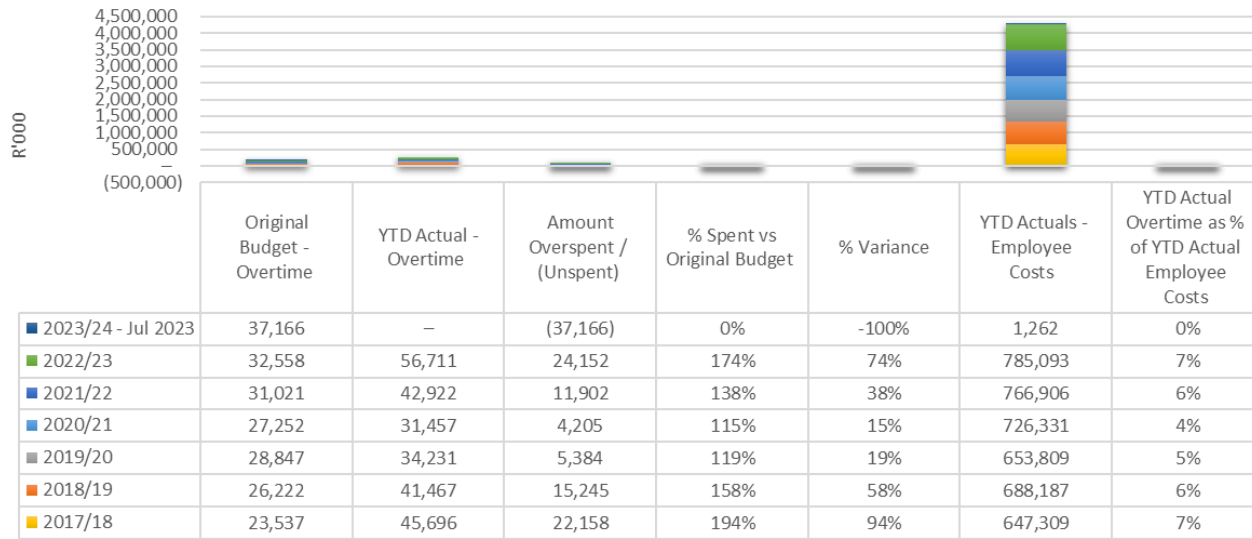 4,500,000
4,000,000
3,500,000
3,000,000
2,500,000
2,000,000
1,500,000
1,000,000
500,000
–
(500,000)
R'000
Original Budget - Overtime
YTD Actual - Overtime
Amount Overspent / (Unspent)
% Spent vs Original Budget
% Variance
YTD Actuals - Employee Costs
YTD Actual Overtime as % of YTD Actual Employee Costs
2023/24 - Jul 2023 37,166 – (37,166) 0% -100% 1,262 0%
2022/23 32,558 56,711 24,152 174% 74% 785,093 7%
2021/22 31,021 42,922 11,902 138% 38% 766,906 6%
2020/21 27,252 31,457 4,205 115% 15% 726,331 4%
2019/20 28,847 34,231 5,384 119% 19% 653,809 5%
2018/19 26,222 41,467 15,245 158% 58% 688,187 6%
2017/18 23,537 45,696 22,158 194% 94% 647,309 7%